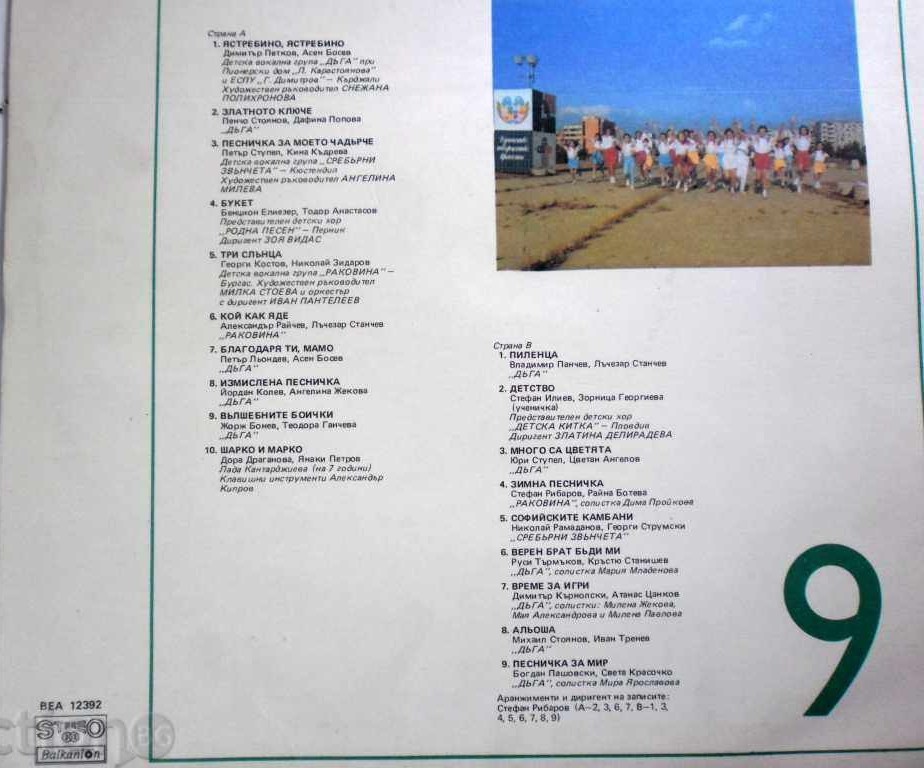 Страна А
1. ЯСТРЕБИНО, ЯСТРЕБИНО
Димитър Петков, Асен Босев
Детска вокална група „ДЪГА" при
Пионерски дом „Л. Карастоянова"
и ЕСПУ „Г. Димитров" – Кърджали
Художествен ръководител СНЕЖАНА
ПОЛИХРОНОВА
2. ЗЛАТНОТО КЛЮЧЕ
Пенчо Стоянов, Дафина Попова
„ДЪГА"
3. ПЕСНИЧКА ЗА МОЕТО ЧАДЪРЧЕ
Петър Ступел, Кина Къдрева
Детска вокална група „СРЕБЪРНИ
ЗВЪНЧЕТА" – Кюстендил
Художествен ръководител АНГЕЛИНА
МИЛЕВА
4. БУКЕТ
Бенцион Елиезер, Тодор Анастасов
Представителен детски хор
„РОДНА ПЕСЕН" – Перник
Диригент ЗОЯ ВИДАС
5. ТРИ СЛЪНЦА
Георги Костов, Николай Зидаров
Детска вокална група „РАКОВИНА" –
Бургас. Художествен ръководител
МИЛКА СТОЕВА и оркестър
с диригент ИВАН ПАНТЕЛЕЕВ
6. КОЙ КАК ЯДЕ
Александър Райчев, Лъчезар Станчев
„РАКОВИНА"
7. БЛАГОДАРЯ ТИ, МАМО
Петър Льондев, Асен Босев
„ДЪГА"
8. ИЗМИСЛЕНА ПЕСНИЧКА
Йордан Колев, Ангелина Жекова
„ДЪГА"
9. ВЪЛШЕБНИТЕ БОИЧКИ
Жорж Бонев, Теодора Ганчева
„ДЪГА"
10. ШАРКО И МАРКО
Дора Драганова, Янаки Петров
Лада Кантарджиева (на 7 години)
Клавишни инструменти Александър
Кипров
Страна В
1. ПИЛЕНЦА
Владимир Панчев, Лъчезар Станчев
„ДЪГА"
2. ДЕТСТВО
Стефан Илиев, Зорница Георгиева
(ученичка)
Представителен детски хор
„ДЕТСКА КИТКА" – Пловдив
Диригент ЗЛАТИНА ДЕЛИРАДЕВА
3. МНОГО СА ЦВЕТЯТА
Юри Ступел, Цветан Ангелов
„ДЪГА"
4. ЗИМНА ПЕСНИЧКА
Стефан Рибаров, Райна Ботева
„РАКОВИНА", солистка Дима Пройкова
5. СОФИЙСКИТЕ КАМБАНИ
Николай Рамаданов, Георги Струмски
„СРЕБЪРНИ ЗВЪНЧЕТА"
6. ВЕРЕН БРАТ БЪДИ МИ
Руси Търмъков, Кръстю Станишев
„ДЪГА", солистка Мария Младенова
7. ВРЕМЕ ЗА ИГРИ
Димитър Кърнолски, Атанас Цанков
„ДЪГА", солистки: Милена Жекова,
Мая Александрова и Милена Павлова
8. АЛЬОША
Михаил Стоянов, Иван Тренев
„ДЪГА"
9. ПЕСНИЧКА ЗА МИР
Богдан Пашовски, Света Красочко
„ДЪГА", солистка Мира Ярославова
Аранжименти и диригент на записите:
Стефан Рибаров (А–2, 3, 6, 7, В–1, 3,
4, 5, 6, 7, 8, 9)
9
ВЕА 12392
STEREO
33
Balkanton